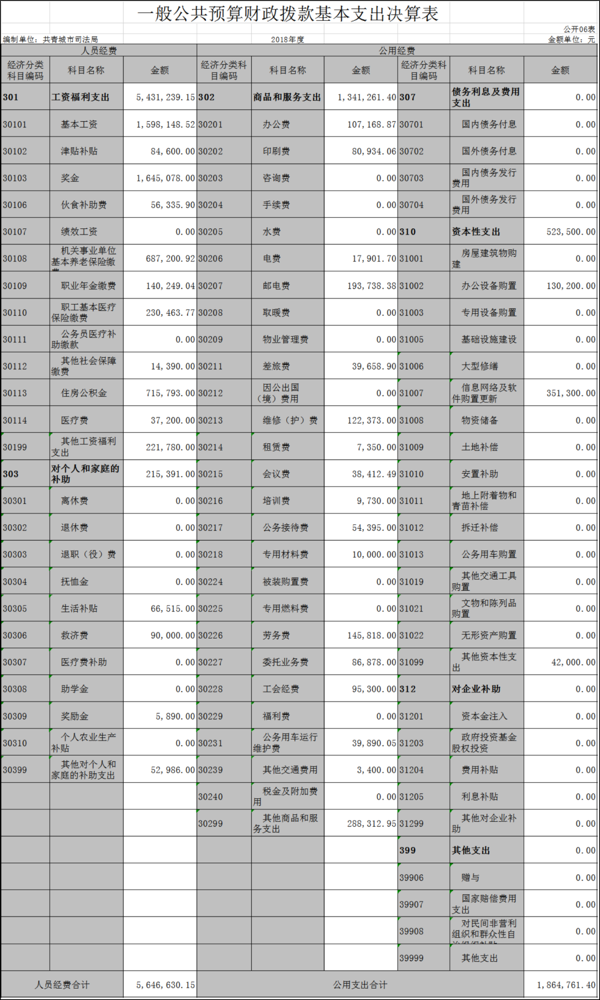 一般公共预算财政拨款基本支出决算表
公开06表
编制单位：共青城市司法局 2018年度 金额单位：元
人员经费 公用经费
经济分类科目编码 科目名称 金额 经济分类科目编码 科目名称 金额 经济分类科目编码 科目名称 金额
301 工资福利支出 5,431,239.15 302 商品和服务支出 1,341,261.40 307 债务利息及费用支出 0.00
30101 基本工资 1,598,148.52 30201 办公费 107,168.87 30701 国内债务付息 0.00
30102 津贴补贴 84,600.00 30202 印刷费 80,934.06 30702 国外债务付息 0.00
30103 奖金 1,645,078.00 30203 咨询费 0.00 30703 国内债务发行费用 0.00
30106 伙食补助费 56,335.90 30204 手续费 0.00 30704 国外债务发行费用 0.00
30107 绩效工资 0.00 30205 水费 0.00 310 资本性支出 523,500.00
30108 机关事业单位基本养老保险缴 687,200.92 30206 电费 17,901.70 31001 房屋建筑物购建 0.00
30109 职业年金缴费 140,249.04 30207 邮电费 193,738.38 31002 办公设备购置 130,200.00
30110 职工基本医疗保险缴费 230,463.77 30208 取暖费 0.00 31003 专用设备购置 0.00
30111 公务员医疗补助缴款 0.00 30209 物业管理费 0.00 31005 基础设施建设 0.00
30112 其他社会保障缴费 14,390.00 30211 差旅费 39,658.90 31006 大型修缮 0.00
30113 住房公积金 715,793.00 30212 因公出国（境）费用 0.00 31007 信息网络及软件购置更新 351,300.00
30114 医疗费 37,200.00 30213 维修（护）费 122,373.00 31008 物资储备 0.00
30199 其他工资福利支出 221,780.00 30214 租赁费 7,350.00 31009 土地补偿 0.00
303 对个人和家庭的补助 215,391.00 30215 会议费 38,412.49 31010 安置补助 0.00
30301 离休费 0.00 30216 培训费 9,730.00 31011 地上附着物和青苗补偿 0.00
30302 退休费 0.00 30217 公务接待费 54,395.00 31012 拆迁补偿 0.00
30303 退职（役）费 0.00 30218 专用材料费 10,000.00 31013 公务用车购置 0.00
30304 抚恤金 0.00 30224 被装购置费 0.00 31019 其他交通工具购置 0.00
30305 生活补贴 66,515.00 30225 专用燃料费 0.00 31021 文物和陈列品购置 0.00
30306 救济费 90,000.00 30226 劳务费 145,818.00 31022 无形资产购置 0.00
30307 医疗费补助 0.00 30227 委托业务费 86,878.00 31099 其他资本性支出 42,000.00
30308 助学金 0.00 30228 工会经费 95,300.00 312 对企业补助 0.00
30309 奖励金 5,890.00 30229 福利费 0.00 31201 资本金注入 0.00
30310 个人农业生产补贴 0.00 30231 公务用车运行维护费 39,890.05 31203 政府投资基金股权投资 0.00
30399 其他对个人和家庭的补助支出 52,986.00 30239 其他交通费用 3,400.00 31204 费用补贴 0.00
30240 税金及附加费用 0.00 31205 利息补贴 0.00
30299 其他商品和服务支出 288,312.95 31299 其他对企业补助 0.00
399 其他支出 0.00
39906 赠与 0.00
39907 国家赔偿费用支出 0.00
39908 对民间非营利组织和群众性自 0.00
39999 其他支出 0.00
人员经费合计 5,646,630.15 公用支出合计 1,864,761.40